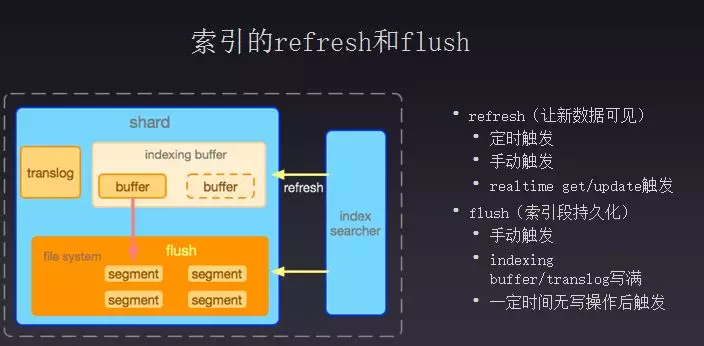 索引的refresh和flush
shard
translog
indexing buffer
buffer
buffer
refresh
index
searcher
file system
flush
segment
segment
segment
segment
• refresh（让新数据可见）
• 定时触发
• 手动触发
• realtime get/update触发
• flush（索引段持久化）
• 手动触发
• indexing
buffer/translog写满
• 一定时间无写操作后触发